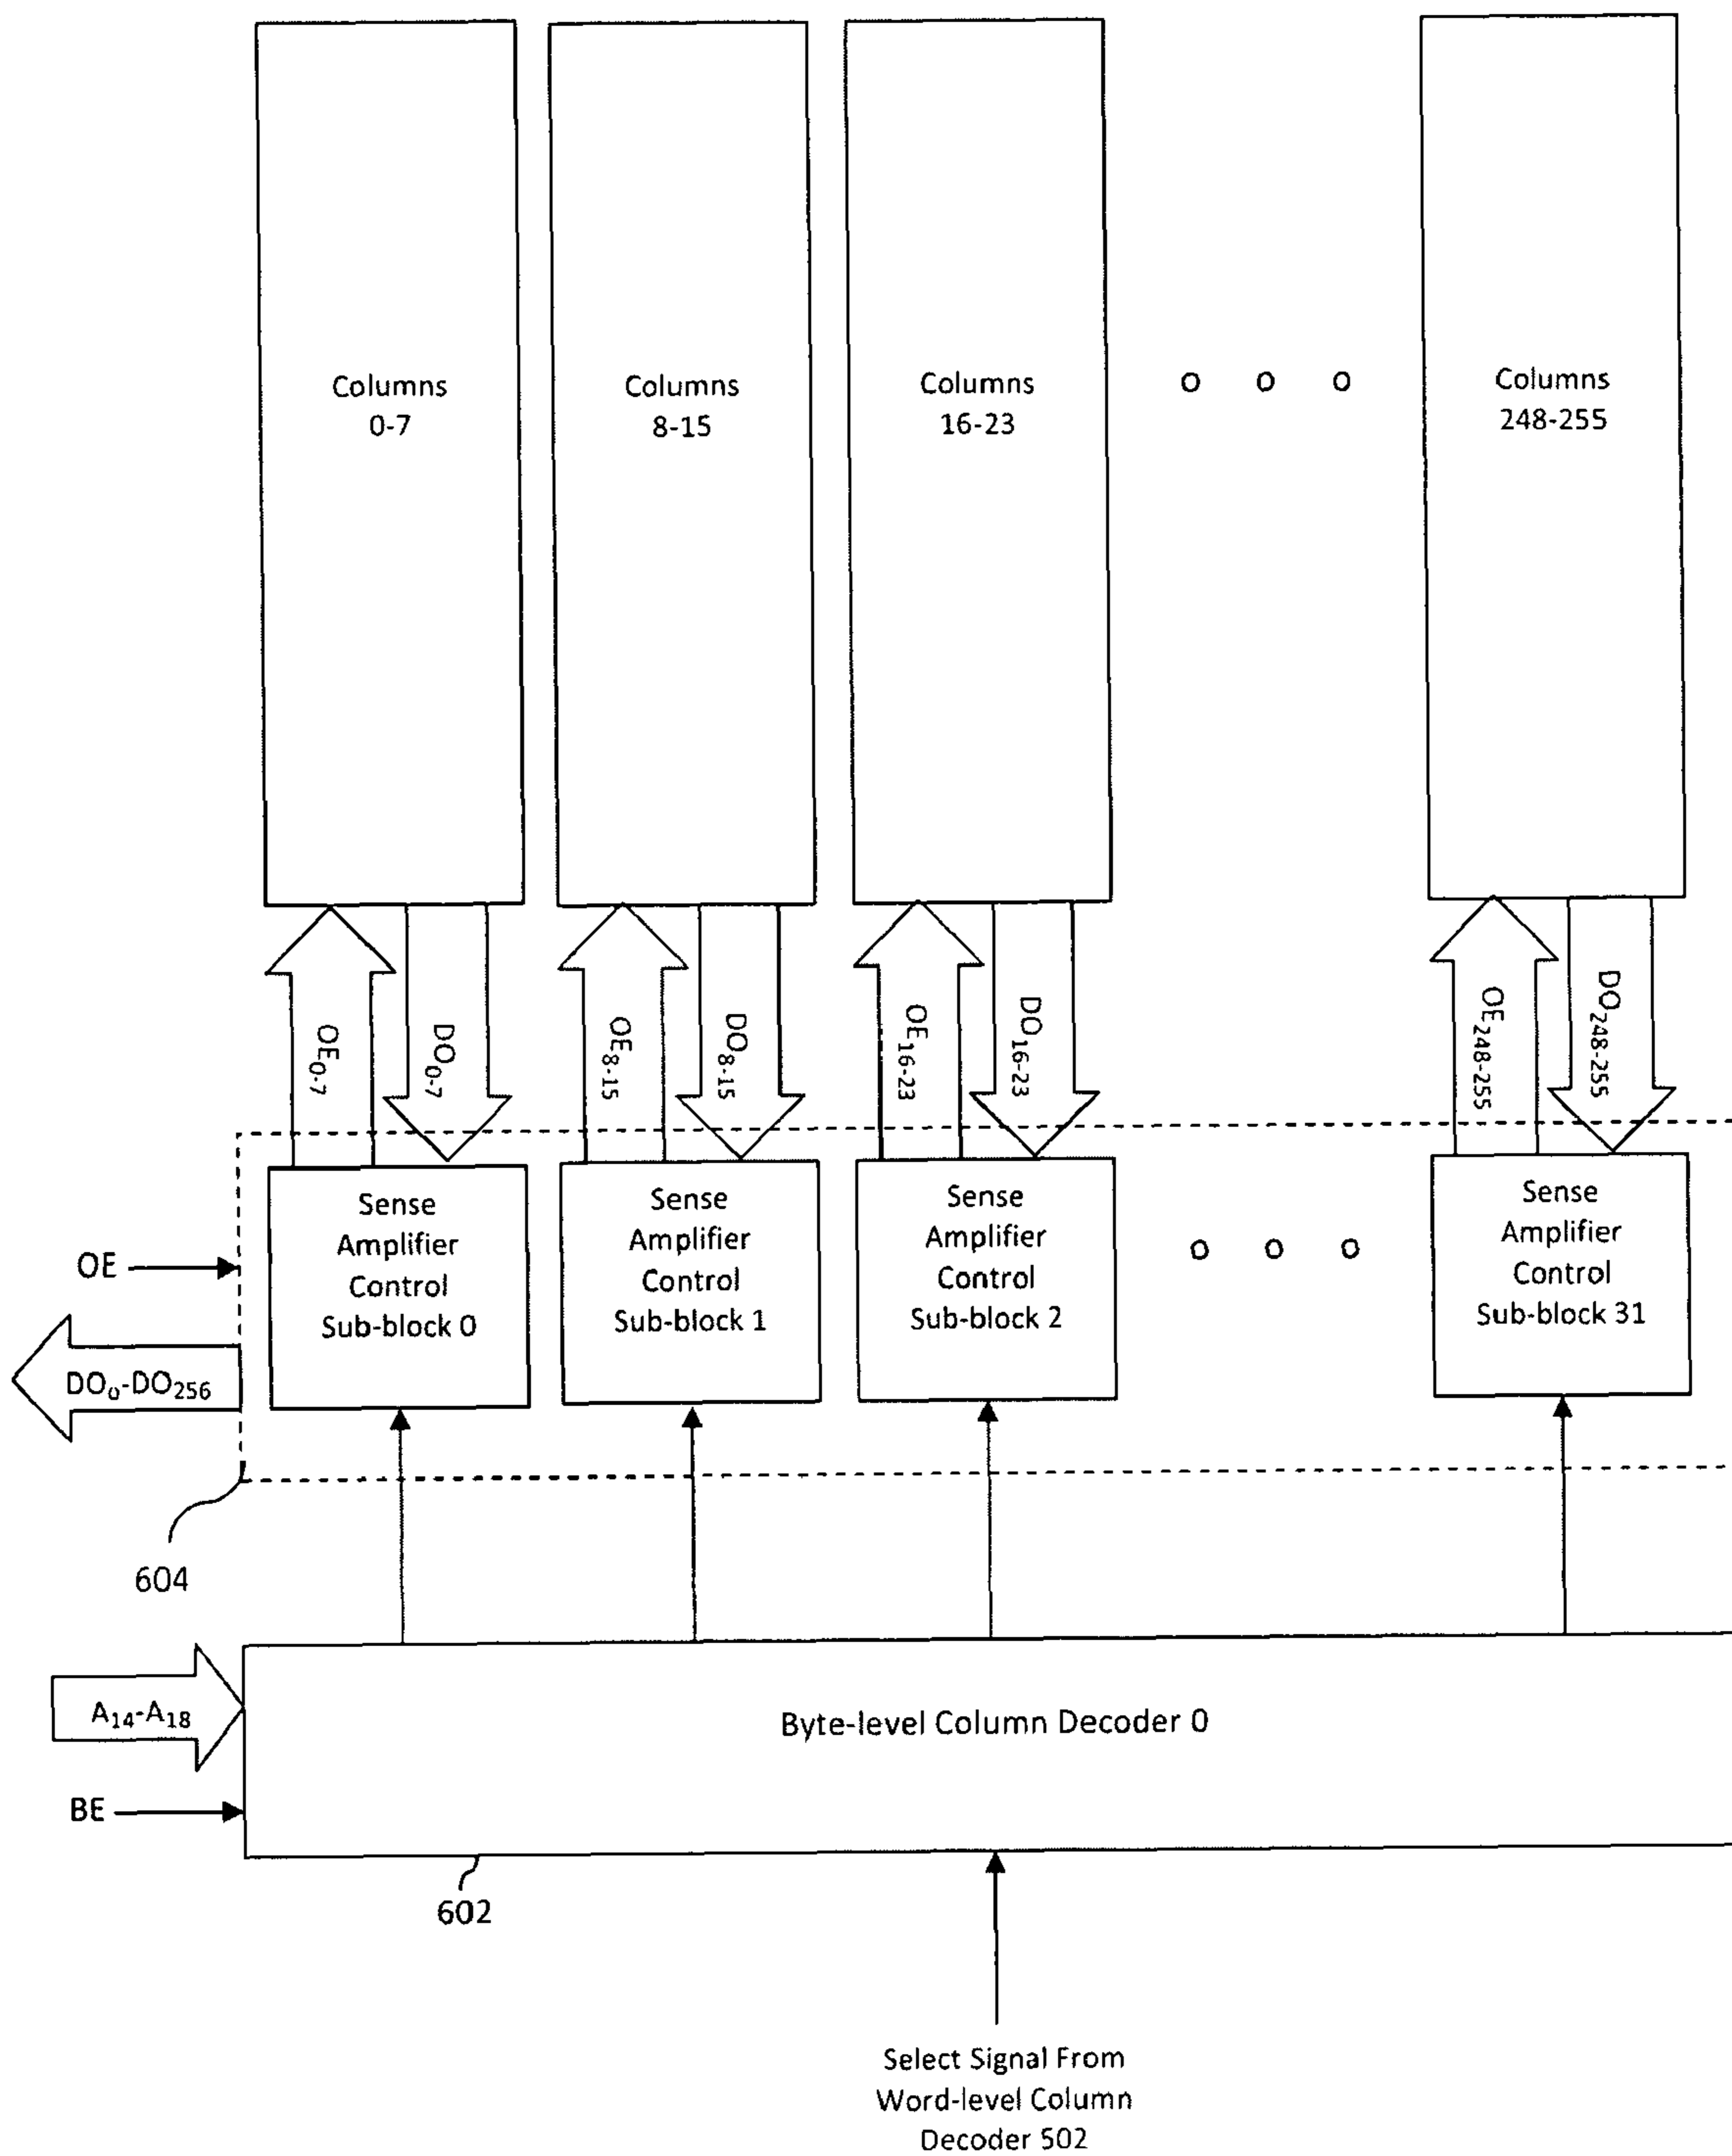 Columns
0-7
Columns
8-15
Columns
16-23
o o o
Columns
248-255
OE0-7
DO0-7
OE8-15
DO8-15
OE16-23
DO16-23
OE248-255
DO248-255
OE
DO0-DO256
Sense
Amplifier
Control
Sub-block 0
Sense
Amplifier
Control
Sub-block 1
Sense
Amplifier
Control
Sub-block 2
o o o
Sense
Amplifier
Control
Sub-block 31
604
A14-A18
BE
Byte-level Column Decoder 0
602
Select Signal From
Word-level Column
Decoder 502